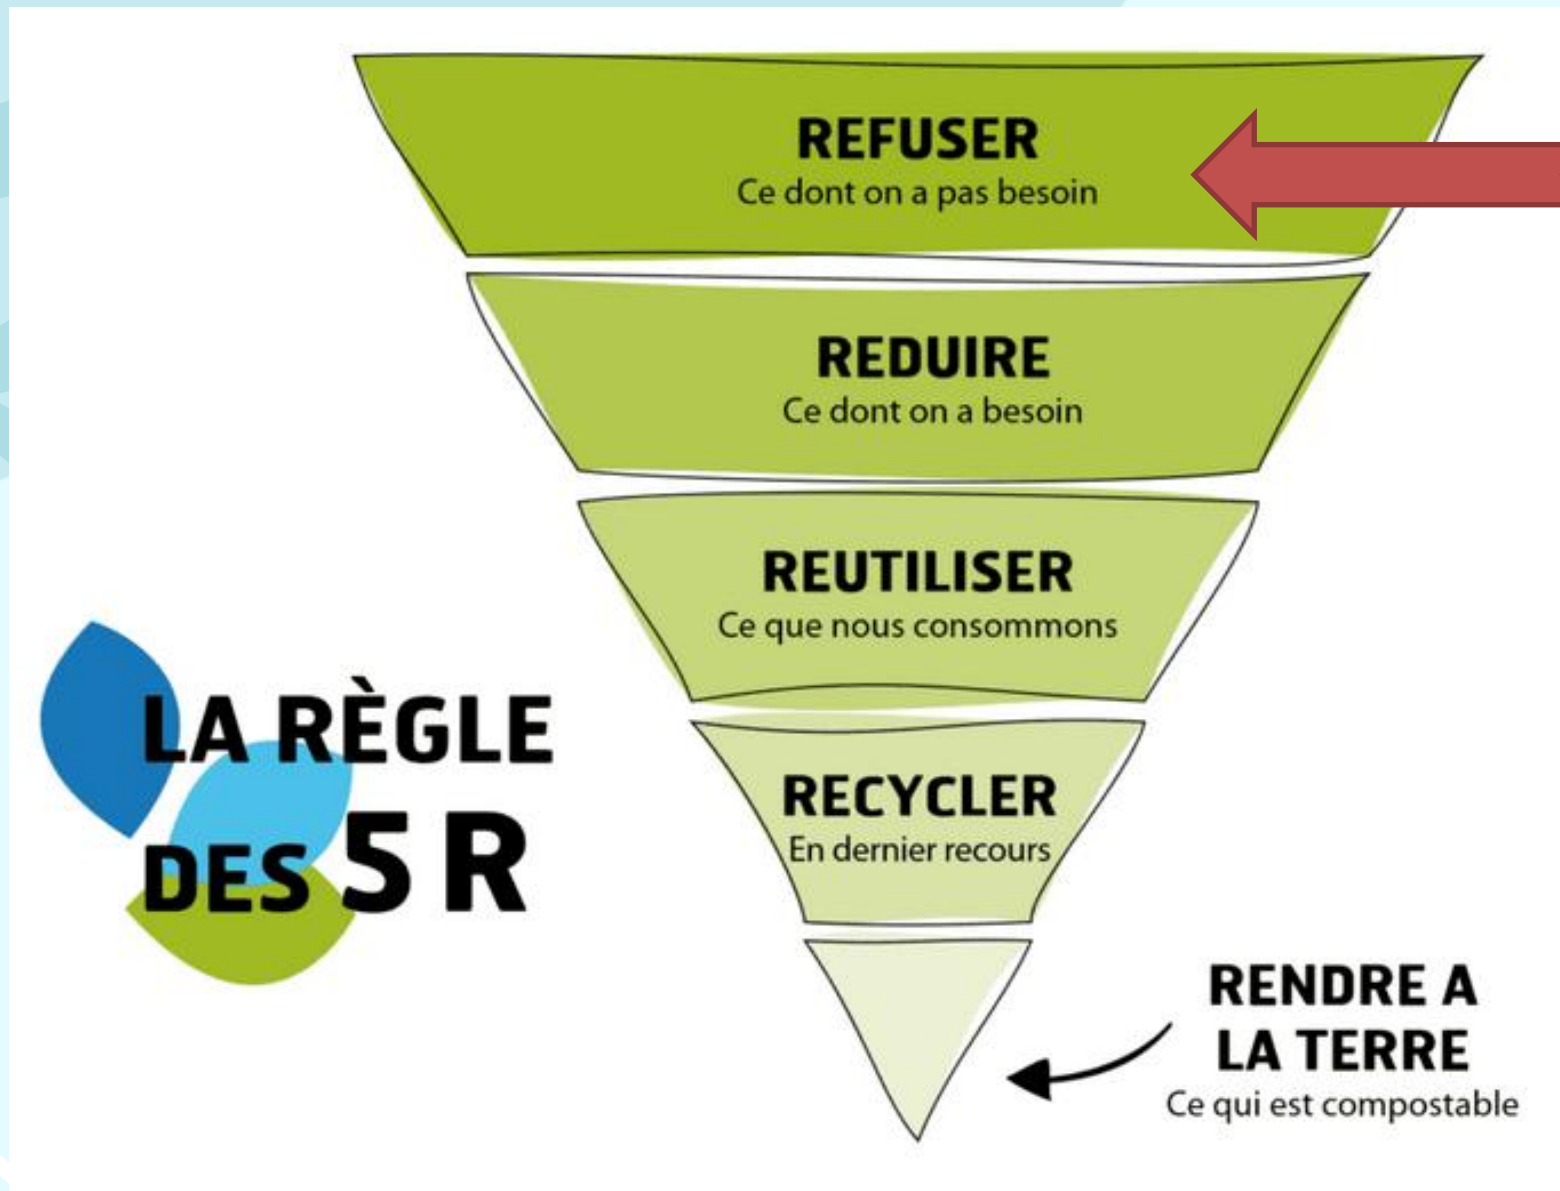 REFUSER
Ce dont on a pas besoin
REDUIRE
Ce dont on a besoin
REUTILISER
Ce que nous consommons
LA RÈGLE
DES 5 R
RECYCLER
En dernier recours
RENDRE A
LA TERRE
Ce qui est compostable